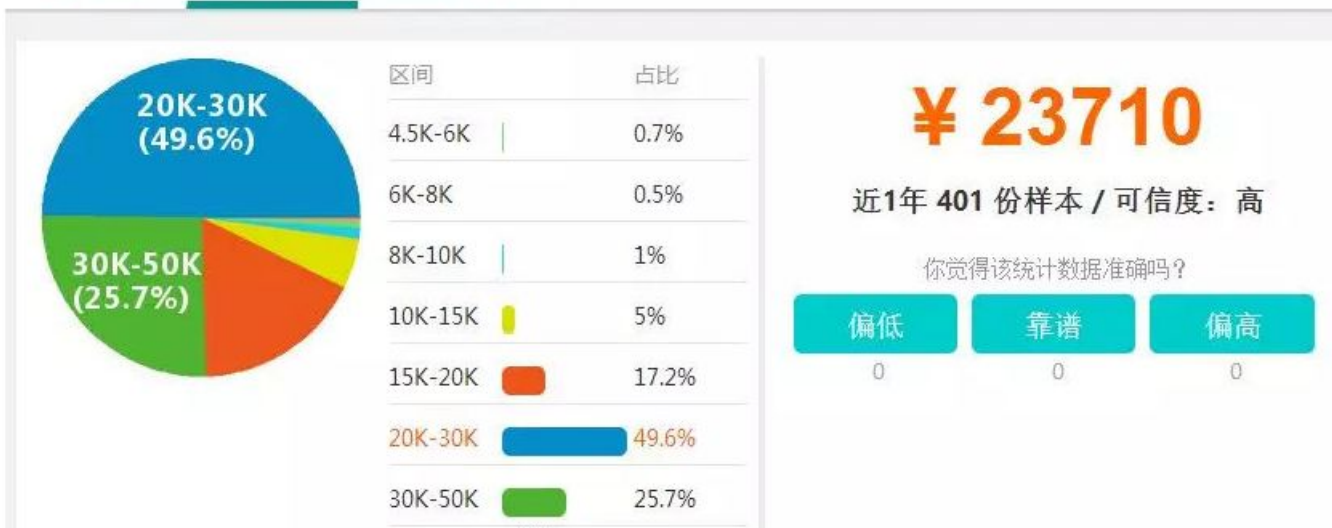 20K-30K
(49.6%)
30K-50K
(25.7%)
区间 占比
4.5K-6K 0.7%
6K-8K 0.5%
8K-10K 1%
10K-15K 5%
15K-20K 17.2%
20K-30K 49.6%
30K-50K 25.7%
¥ 23710
近1年 401 份样本 / 可信度：高
你觉得该统计数据准确吗？
偏低 靠谱 偏高
0 0 0